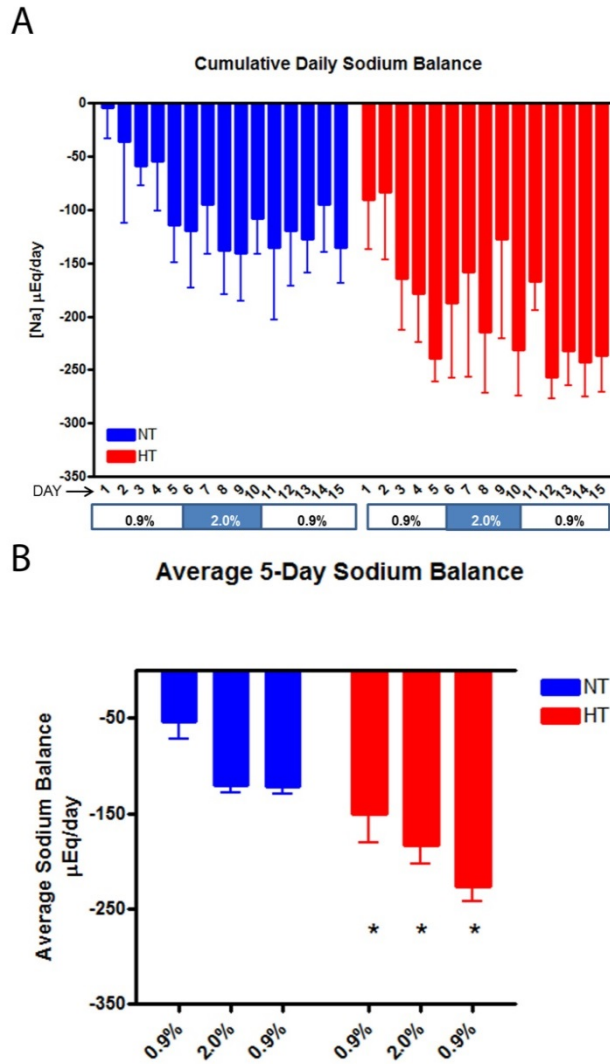 A
Cumulative Daily Sodium Balance
0
-50
-100
-150
-200
-250
-300
-350
[Na] µEq/day
NT
HT
DAY
1 2 3 4 5 6 7 8 9 10 11 12 13 14 15 1 2 3 4 5 6 7 8 9 10 11 12 13 14 15
0.9% 2.0% 0.9% 0.9% 2.0% 0.9%
B
Average 5-Day Sodium Balance
-50
-150
-250
-350
Average Sodium Balance
µEq/day
NT
HT
* * *
0.9% 2.0% 0.9% 0.9% 2.0% 0.9%